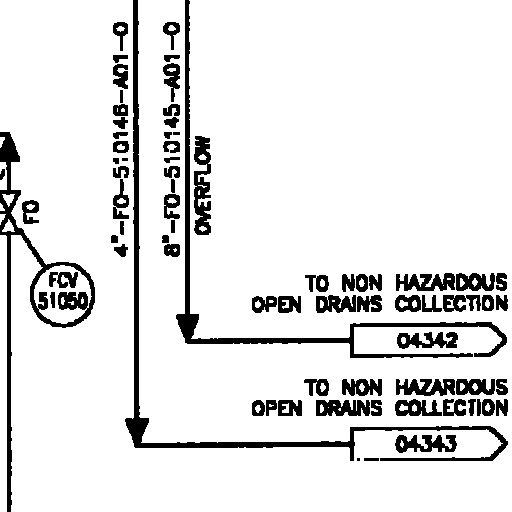 4"-FO-510146-A01-O
8"-FO-510145-A01-O
OVERFLOW
FO
FCV
51050
TO NON HAZARDOUS
OPEN DRAINS COLLECTION
04342
TO NON HAZARDOUS
OPEN DRAINS COLLECTION
04343